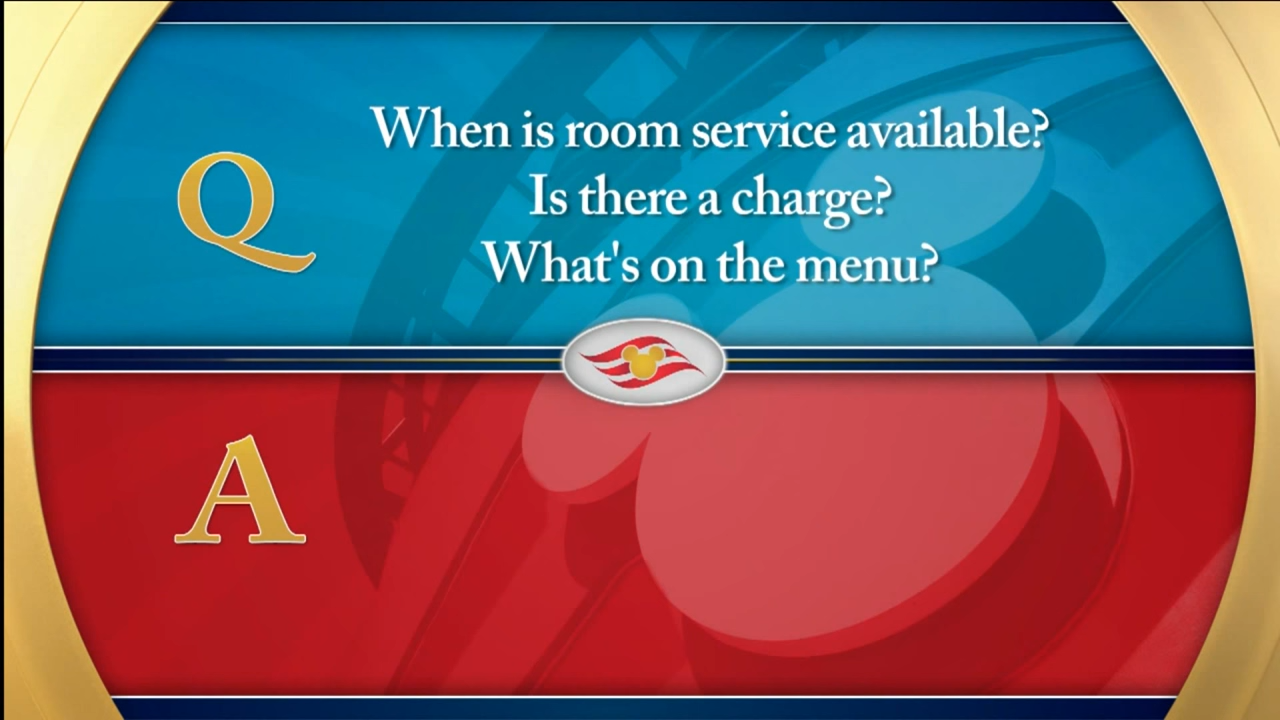 Q
When is room service available?
Is there a charge?
What's on the menu?
A